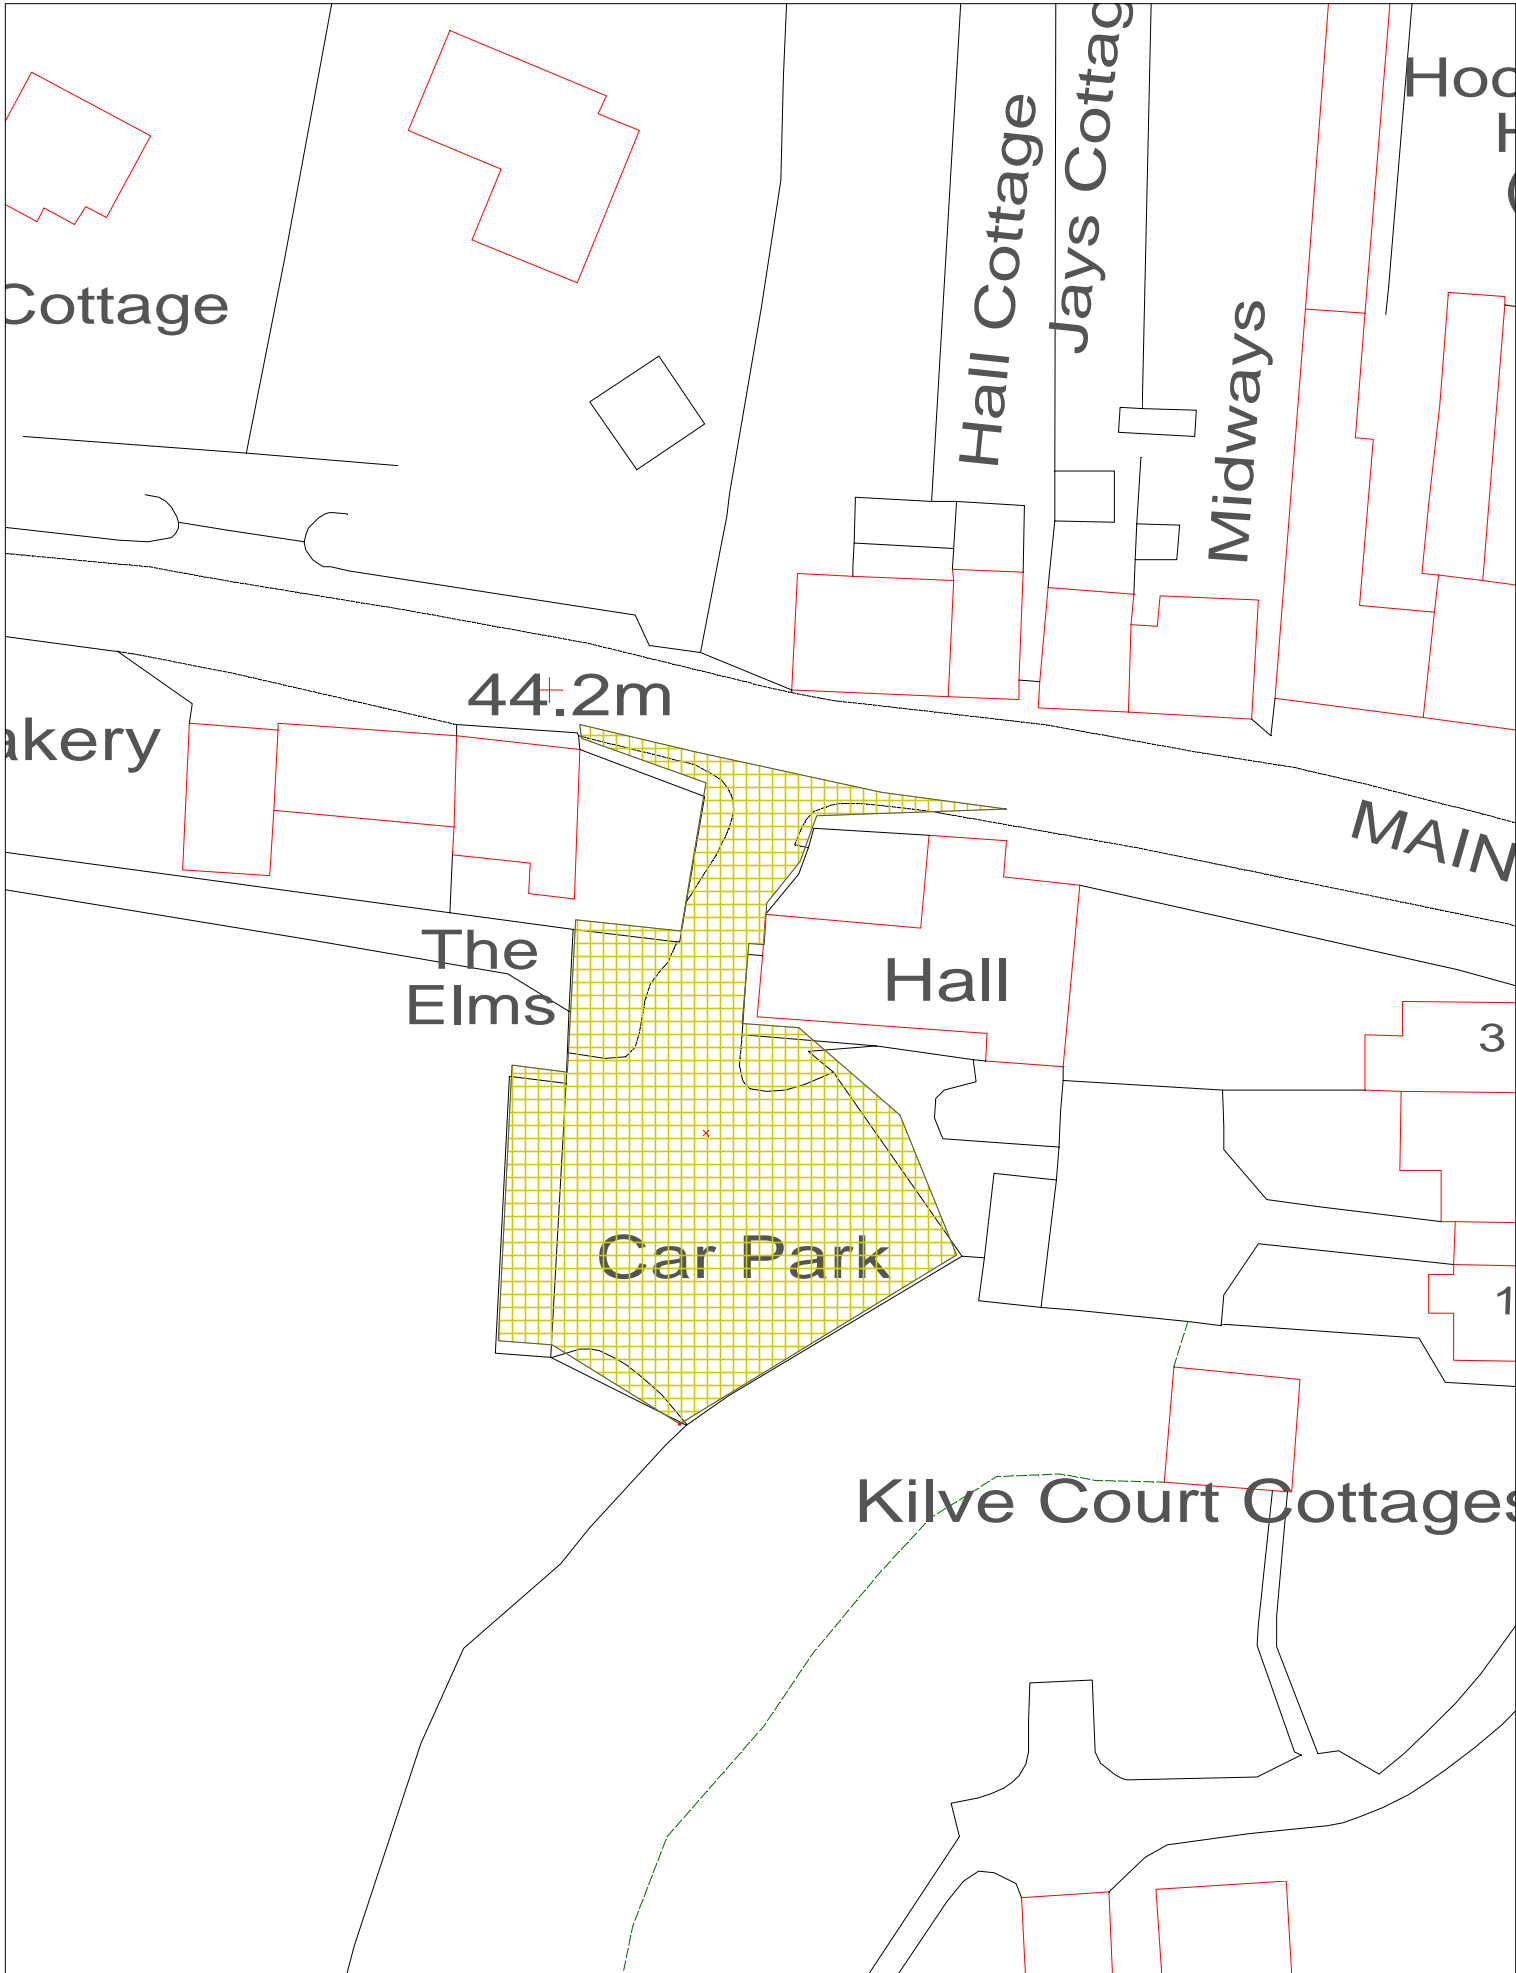 Cottage
Hall Cottage
Jays Cottag
Midways
Hoo
H
44.2m
akery
MAIN
The
Elms
Hall
3
Car Park
1
Kilve Court Cottages